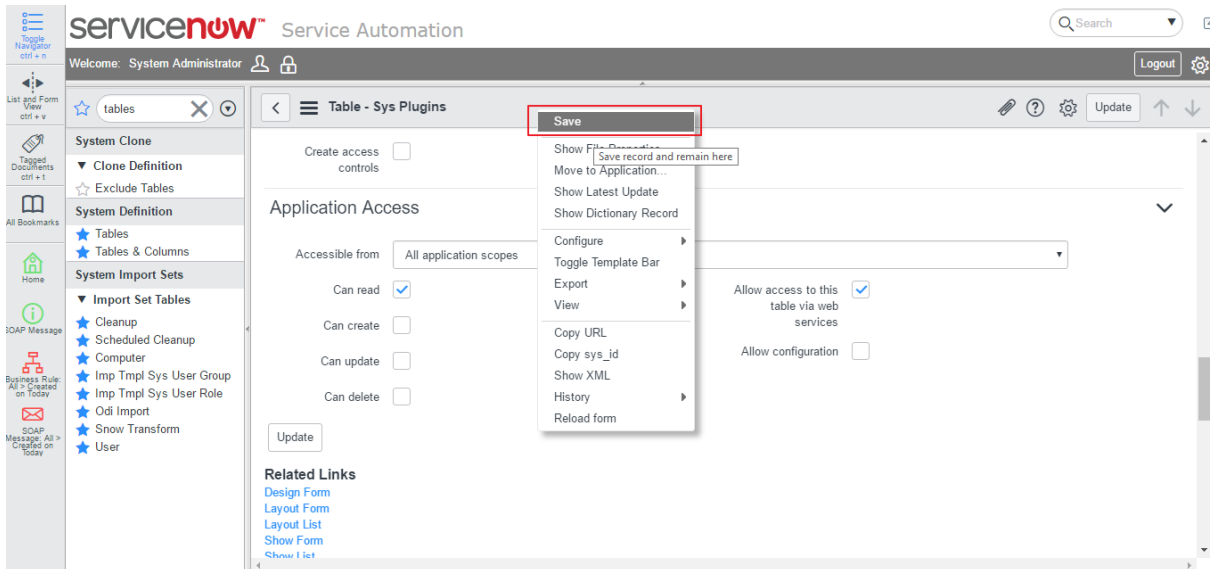 Toggle
Navigator
ctrl + n
List and Form
View
ctrl + v
Tagged
Documents
ctrl + t
All Bookmarks
Home
SOAP Message
Business Rule:
All > Created
on Today
SOAP
Message: All >
Created on
Today
servicenow™ Service Automation
Search
Welcome: System Administrator
Logout
tables
System Clone
Clone Definition
Exclude Tables
System Definition
Tables
Tables & Columns
System Import Sets
Import Set Tables
Cleanup
Scheduled Cleanup
Computer
Imp Tmpl Sys User Group
Imp Tmpl Sys User Role
Odi Import
Snow Transform
User
Table - Sys Plugins
Update
Create access
controls
Application Access
Accessible from
All application scopes
Can read
Can create
Can update
Can delete
Allow access to this
table via web
services
Allow configuration
Update
Related Links
Design Form
Layout Form
Layout List
Show Form
Show List
Save
Show File Properties
Save record and remain here
Move to Application...
Show Latest Update
Show Dictionary Record
Configure
Toggle Template Bar
Export
View
Copy URL
Copy sys_id
Show XML
History
Reload form